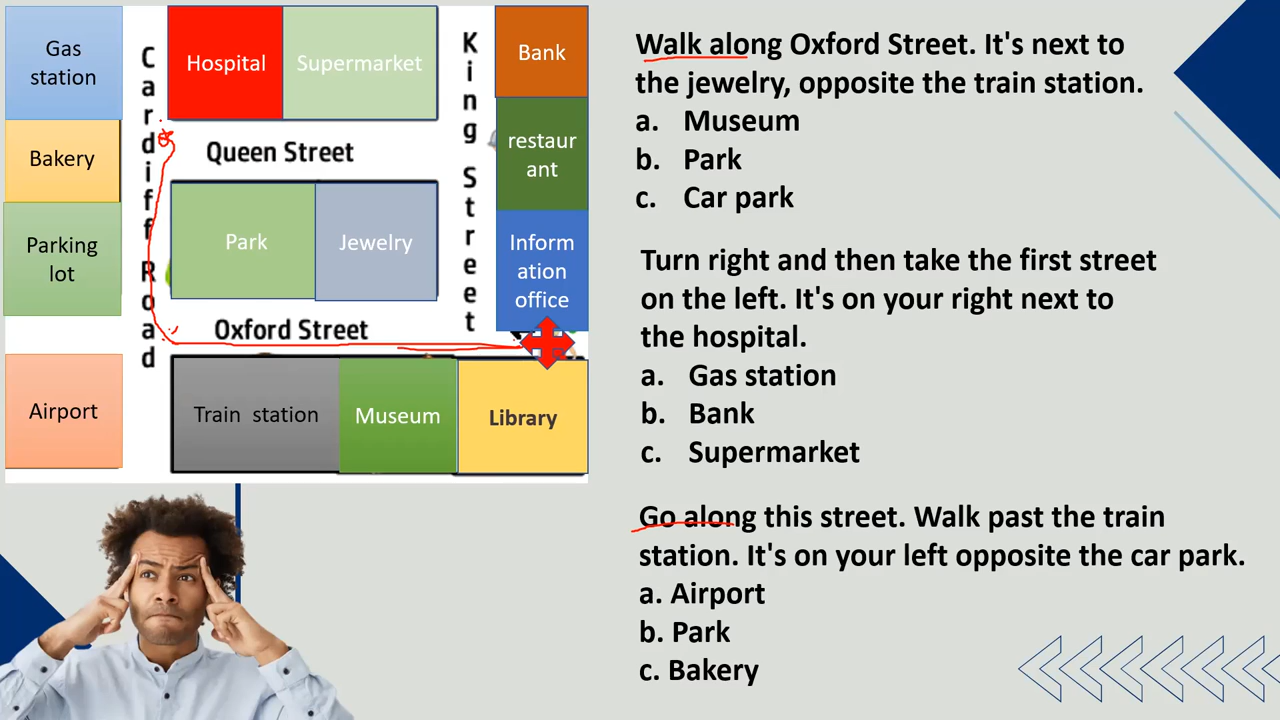 Gas
station
Bakery
Parking
lot
Airport
Cardiff Road
Hospital
Supermarket
Queen Street
Park
Jewelry
Oxford Street
Train station
Museum
Library
King Street
Bank
restaur
ant
Inform
ation
office
Walk along Oxford Street. It's next to
the jewelry, opposite the train station.
a. Museum
b. Park
c. Car park
Turn right and then take the first street
on the left. It's on your right next to
the hospital.
a. Gas station
b. Bank
c. Supermarket
Go along this street. Walk past the train
station. It's on your left opposite the car park.
a. Airport
b. Park
c. Bakery